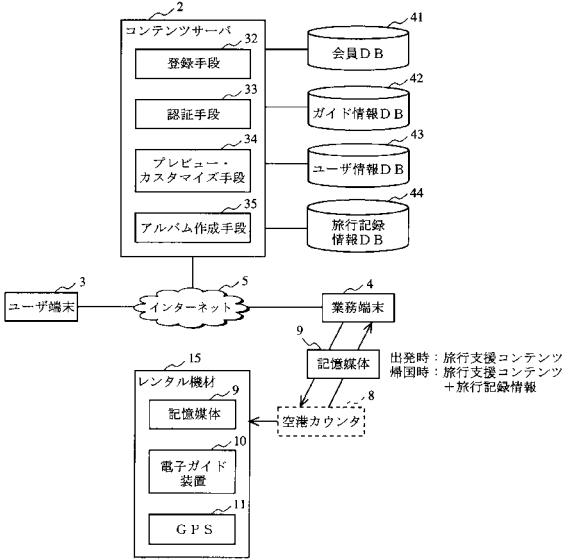 2
コンテンツサーバ
32
登録手段
33
認証手段
34
プレビュー・
カスタマイズ手段
35
アルバム作成手段
41
会員DB
42
ガイド情報DB
43
ユーザ情報DB
44
旅行記録
情報DB
3
ユーザ端末
5
インターネット
4
業務端末
9
記憶媒体
出発時：旅行支援コンテンツ
帰国時：旅行支援コンテンツ
＋旅行記録情報
8
空港カウンタ
15
レンタル機材
9
記憶媒体
10
電子ガイド
装置
11
GPS